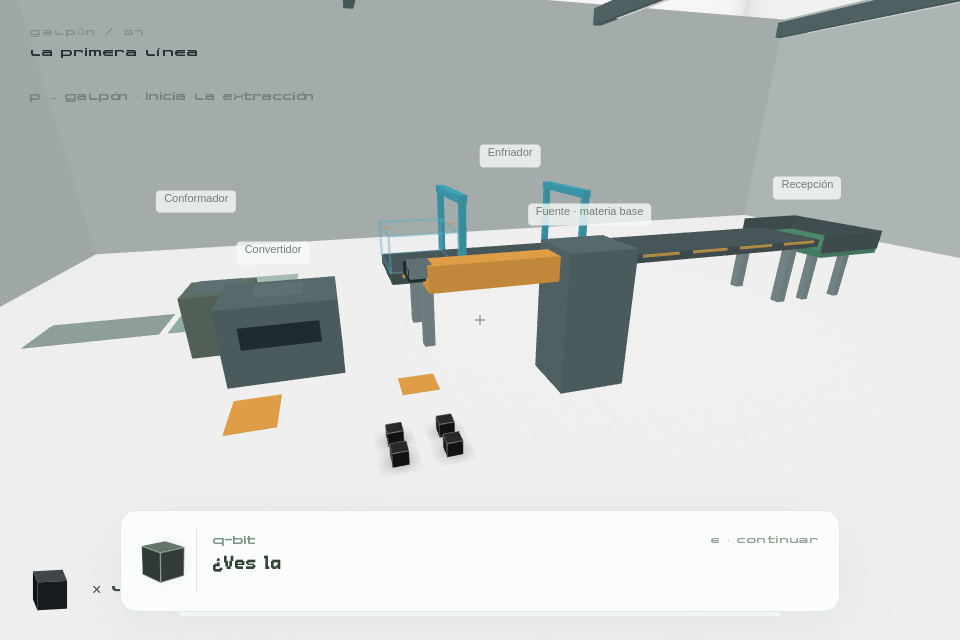 galpón / 01
La primera Línea
p → galpón · inicia la extracción
Enfriador
Recepción
Conformador
Fuente · materia base
Convertidor
q-bit
e · continuar
¿Ves la
×